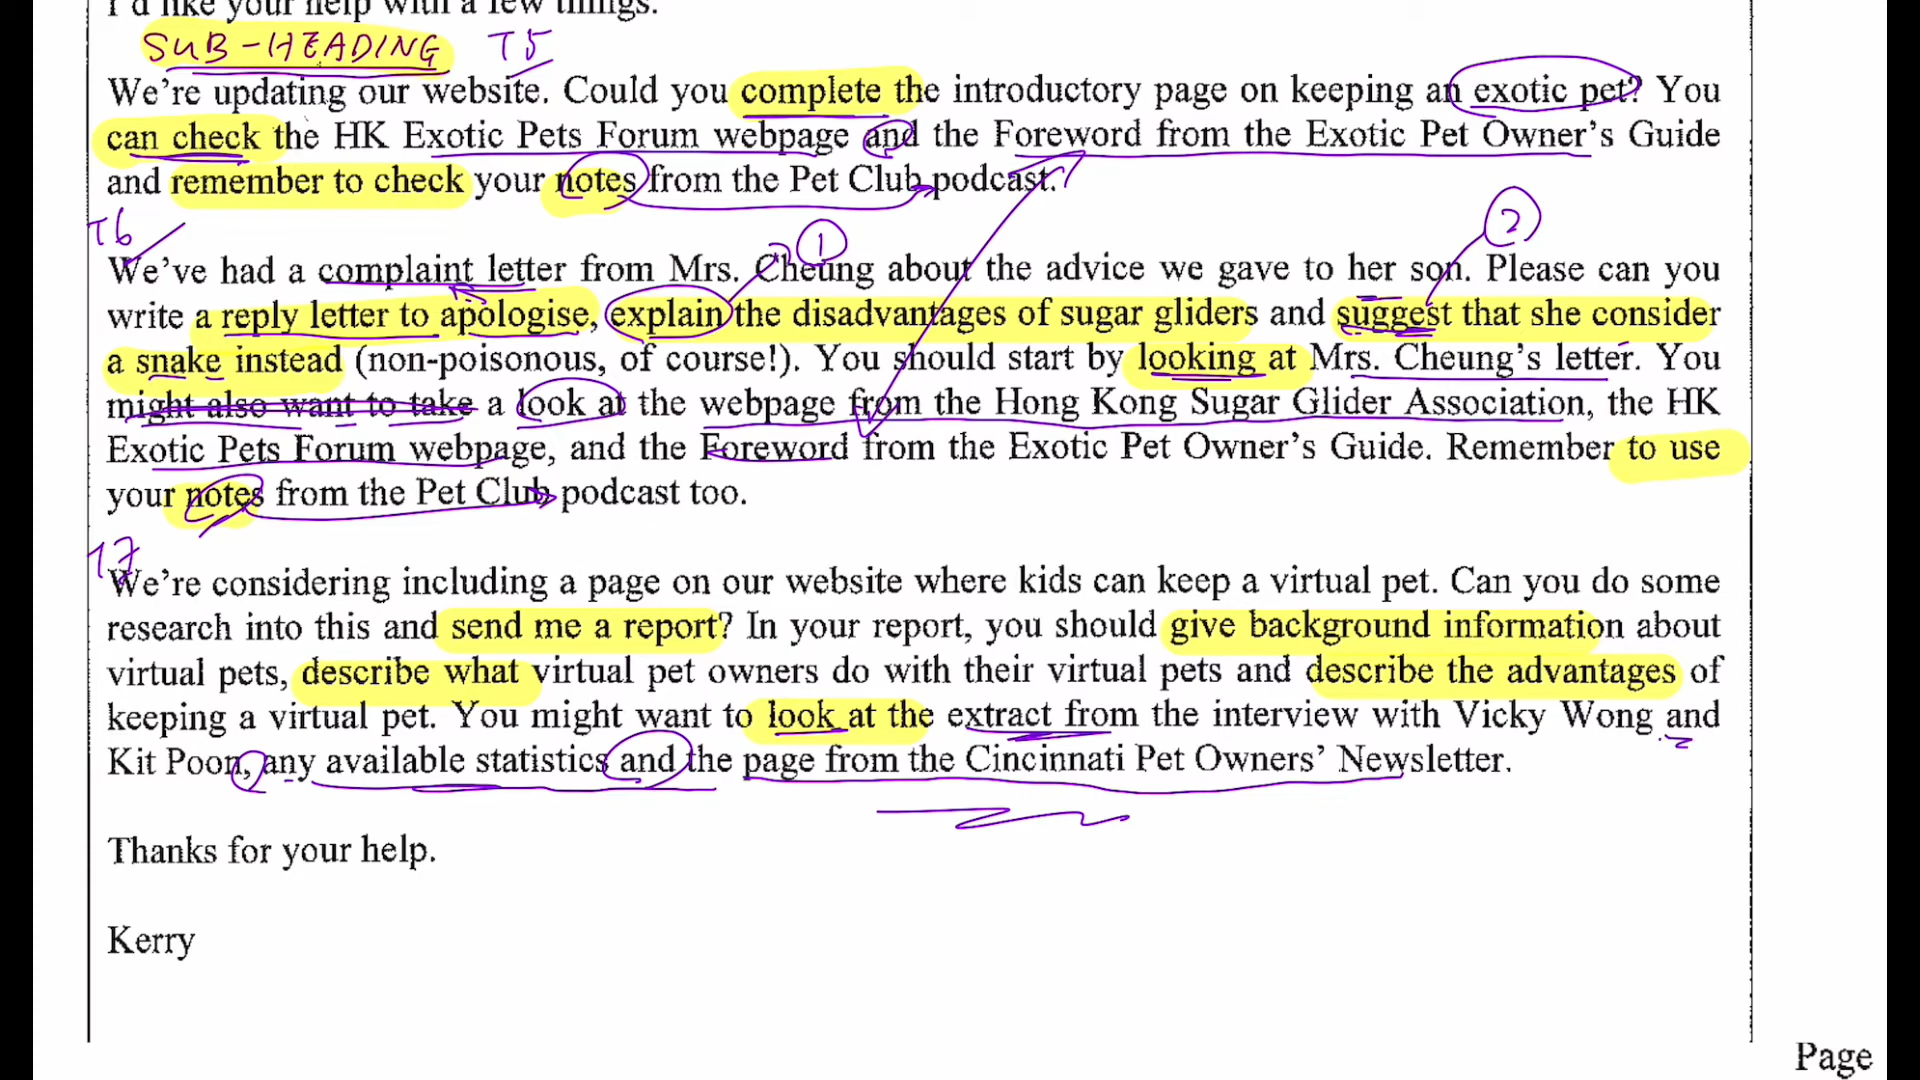 I'd like your help with a few things.
SUB-HEADING T5
We're updating our website. Could you complete the introductory page on keeping an exotic pet? You
can check the HK Exotic Pets Forum webpage and the Foreword from the Exotic Pet Owner's Guide
and remember to check your notes from the Pet Club podcast.
T6 1 2
We've had a complaint letter from Mrs. Cheung about the advice we gave to her son. Please can you
write a reply letter to apologise, explain the disadvantages of sugar gliders and suggest that she consider
a snake instead (non-poisonous, of course!). You should start by looking at Mrs. Cheung's letter. You
might also want to take a look at the webpage from the Hong Kong Sugar Glider Association, the HK
Exotic Pets Forum webpage, and the Foreword from the Exotic Pet Owner's Guide. Remember to use
your notes from the Pet Club podcast too.
T7
We're considering including a page on our website where kids can keep a virtual pet. Can you do some
research into this and send me a report? In your report, you should give background information about
virtual pets, describe what virtual pet owners do with their virtual pets and describe the advantages of
keeping a virtual pet. You might want to look at the extract from the interview with Vicky Wong and
Kit Poon, any available statistics and the page from the Cincinnati Pet Owners' Newsletter.
Thanks for your help.
Kerry
Page